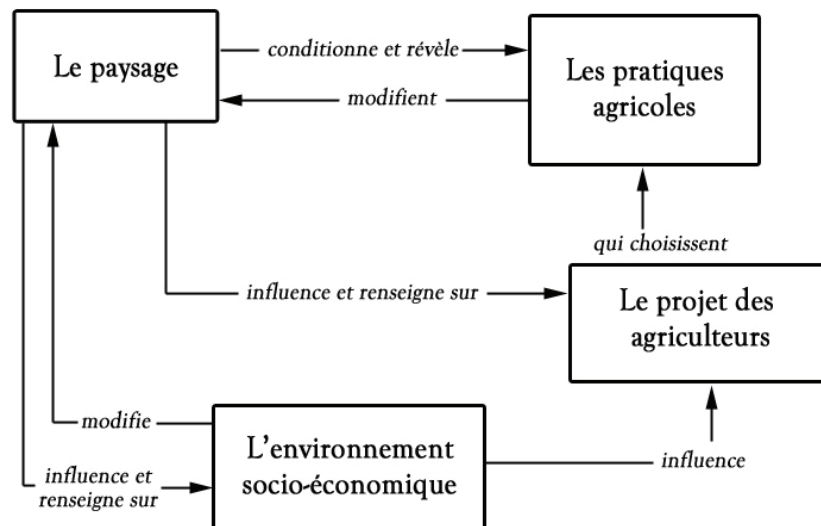 Le paysage
conditionne et révèle
Les pratiques
agricoles
modifient
qui choisissent
influence et renseigne sur
Le projet des
agriculteurs
modifie
L'environnement
socio-économique
influence et
renseigne sur
influence